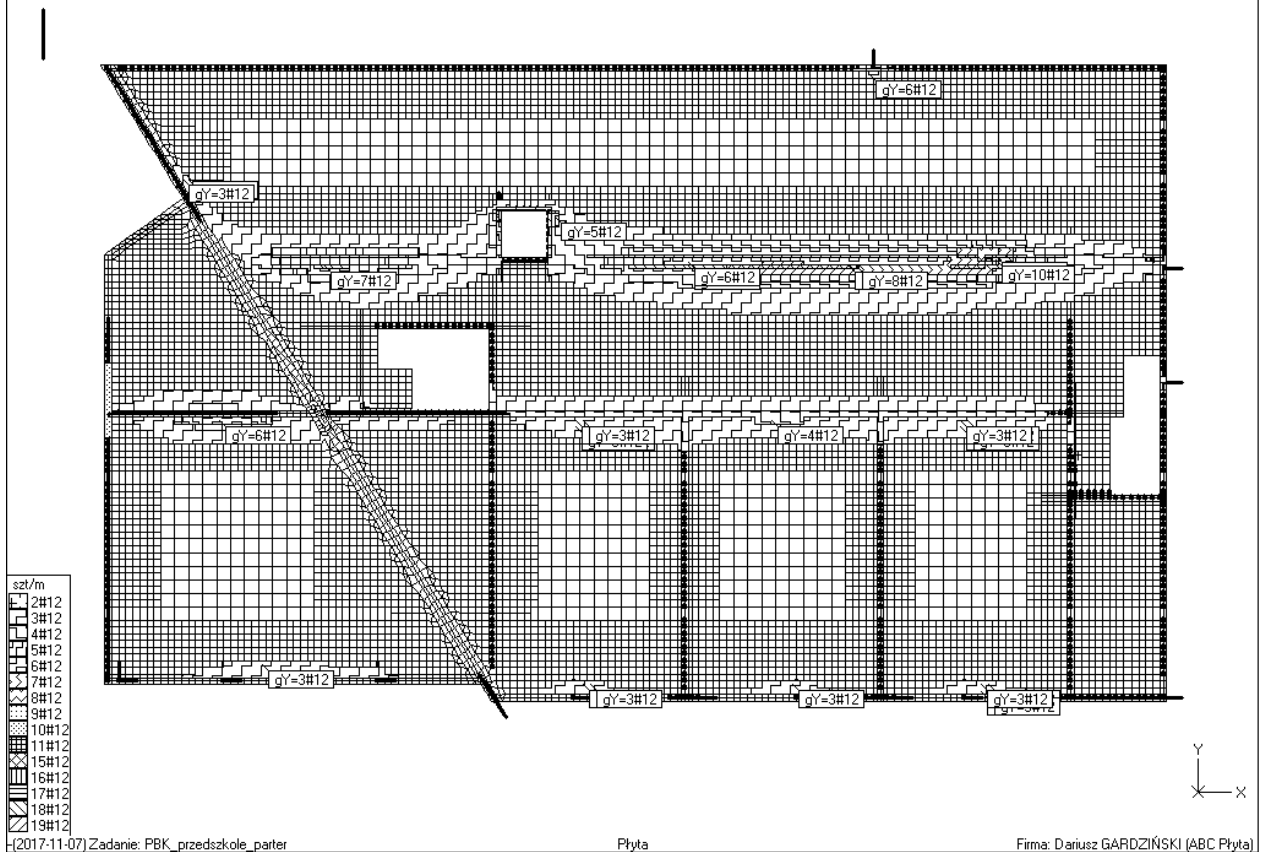 gY=6#12
gY=3#12
gY=5#12
gY=7#12
gY=6#12
gY=8#12
gY=10#12
gY=6#12
gY=3#12
gY=4#12
gY=3#12
gY=3#12
gY=3#12
gY=3#12
gY=3#12
szt/m
2#12
3#12
4#12
5#12
6#12
7#12
8#12
9#12
10#12
11#12
15#12
16#12
17#12
18#12
19#12
Y
X
(2017-11-07) Zadanie: PBK_przedszkole_parter
Płyta
Firma: Dariusz GARDZIŃSKI (ABC Płyta)